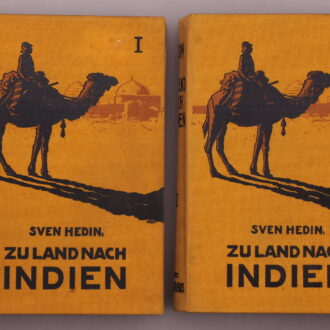 I
SVEN HEDIN,
ZU LAND NACH
INDIEN
SVEN HEDIN,
ZU LAND NACH
INDIEN